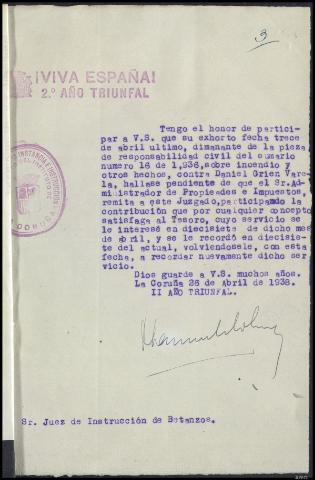 3
¡VIVA ESPAÑA!
2.º AÑO TRIUNFAL
Tengo el honor de partici-
par a V.S. que su exhorto fecha trece
de abril ultimo, dimanante de la pieza
de responsabilidad civil del sumario
numero 16 de 1,936,sobre incendio y
otros hechos, contra Daniel Grien Vare-
la, hallase pendiente de que el Sr.Ad-
ministrador de Propiedades e Impuestos,
remita a este Juzgado,participando la
contribución que por cualquier concepto
satisfaga al Tesoro, cuyo servicio se
le interesó en diecisiete de dicho mes
de abril, y se le recordó en diecisie-
te del actual, volviendosele, con esta
fecha, a recordar nuevamente dicho ser
vicio.
Dios guarde a V.S. muchos años.
La Coruña 26 de Abril de 1938.
II AÑO TRIUNFAL.
Sr. Juez de Instrucción de Betanzos.